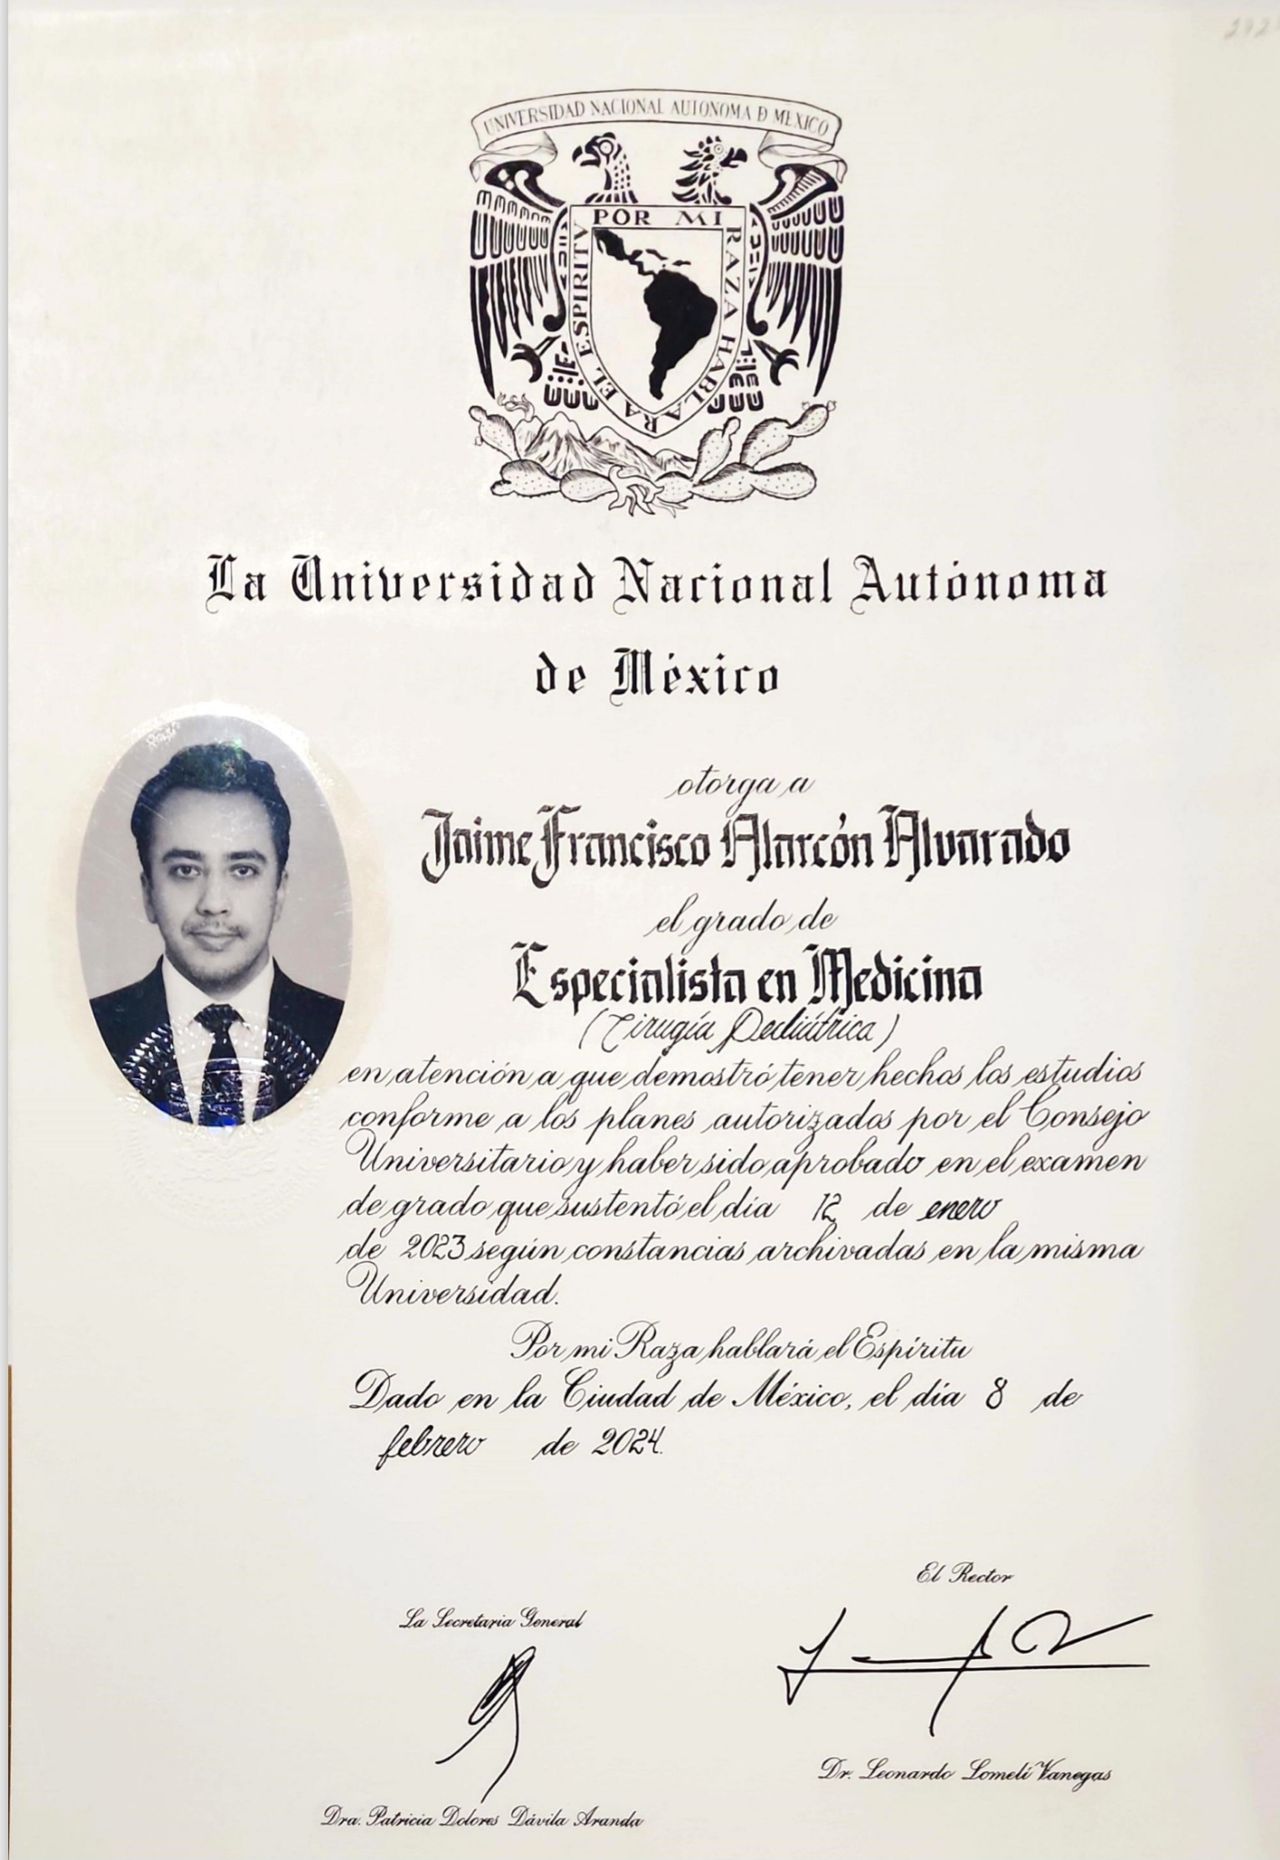 292
UNIVERSIDAD NACIONAL AUTONOMA D MEXICO
POR MI RAZA HABLARA EL ESPIRITV
La Universidad Nacional Autónoma
de México
otorga a
Jaime Francisco Alarcón Alvarado
el grado de
Especialista en Medicina
(Cirugía Pediátrica)
en atención a que demostró tener hechos los estudios
conforme a los planes autorizados por el Consejo
Universitario y haber sido aprobado en el examen
de grado que sustentó el día 12 de enero
de 2023 según constancias archivadas en la misma
Universidad.
Por mi Raza hablará el Espíritu
Dado en la Ciudad de México, el día 8 de
febrero de 2024.
El Rector
La Secretaria General
Dr. Leonardo Lomelí Vanegas
Dra. Patricia Dolores Dávila Aranda